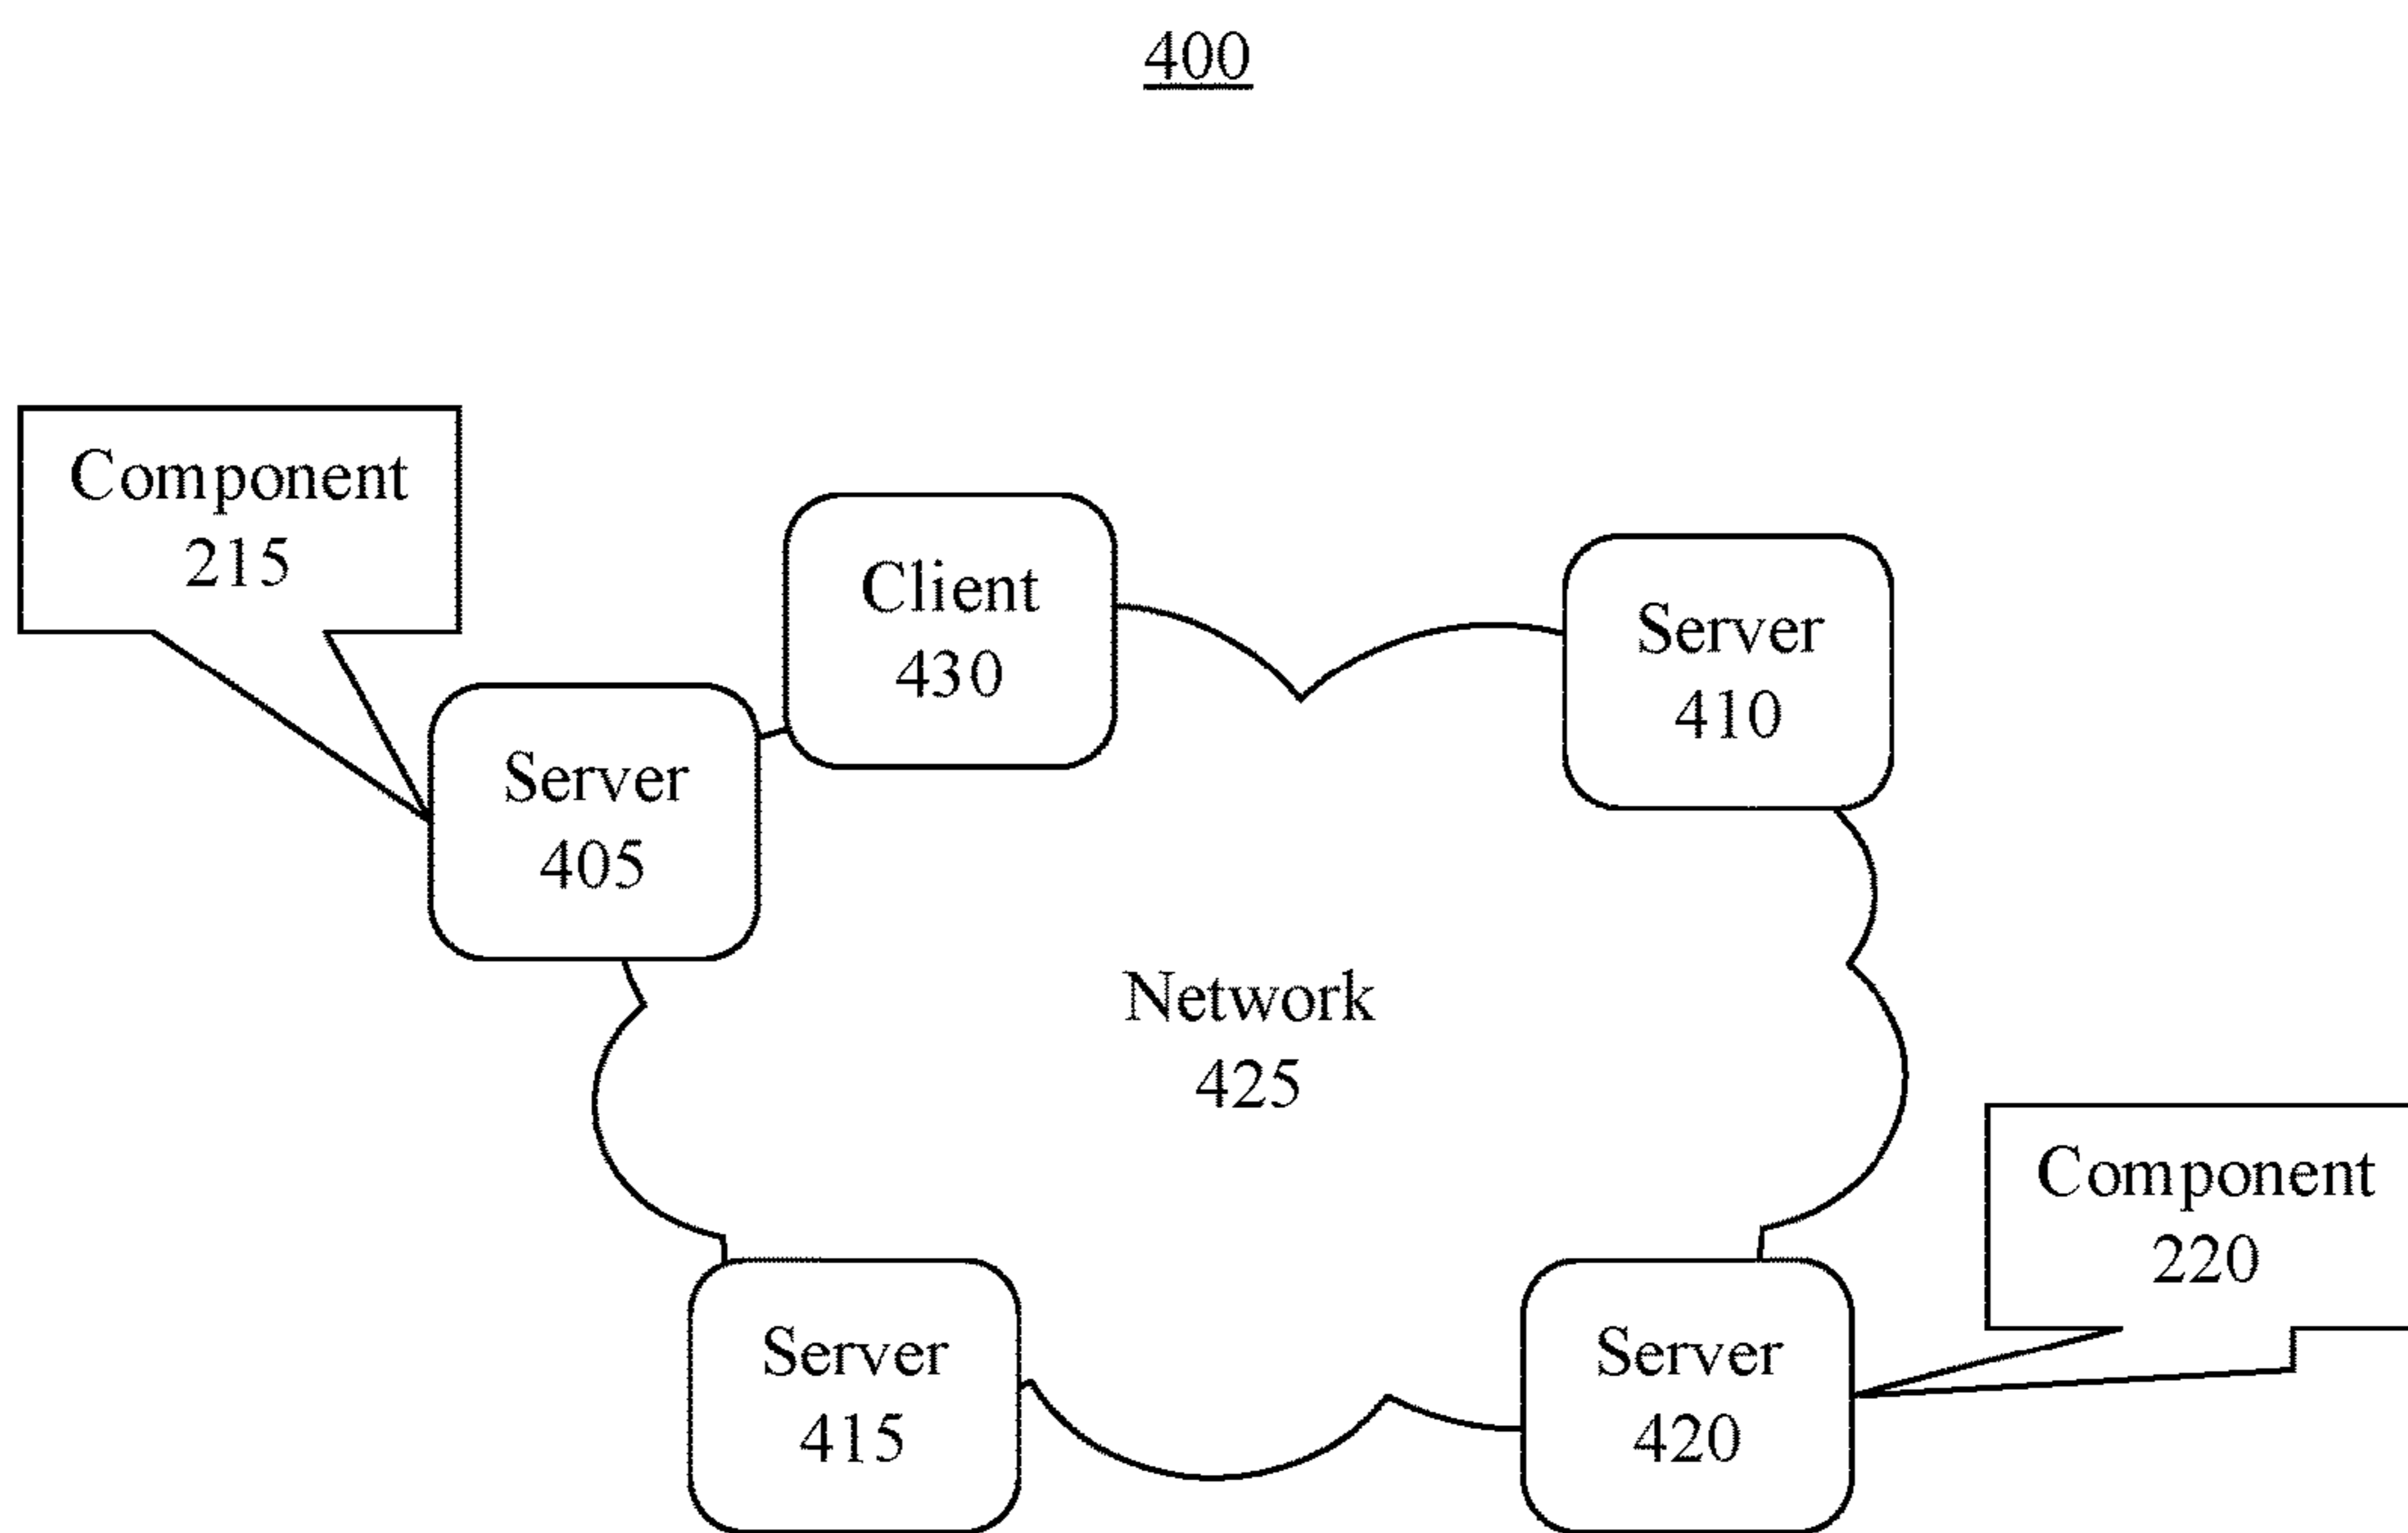 400
Component
215
Client
430
Server
410
Server
405
Network
425
Component
220
Server
415
Server
420